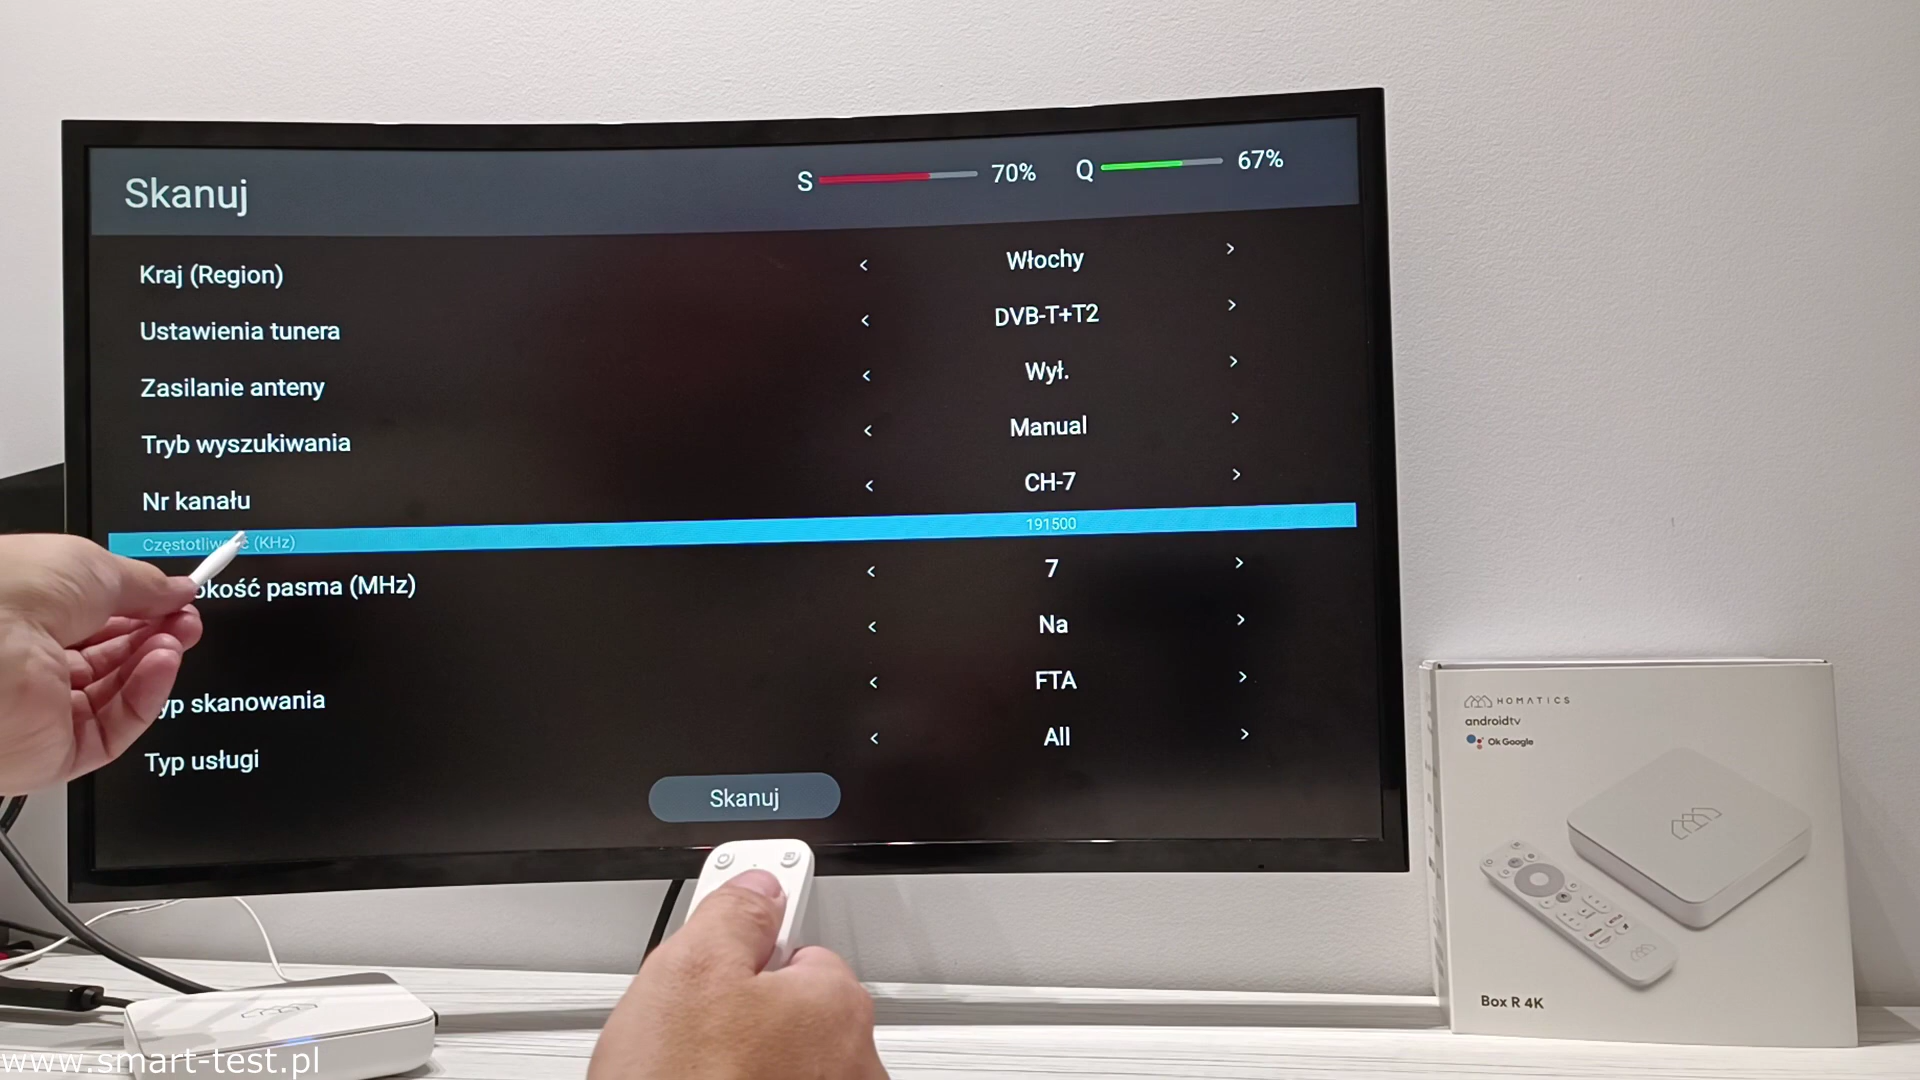 Skanuj
S 70% Q 67%
Kraj (Region) < Włochy >
Ustawienia tunera < DVB-T+T2 >
Zasilanie anteny < Wył. >
Tryb wyszukiwania < Manual >
Nr kanału < CH-7 >
(KHz) 191500
pasma (MHz) < 7 >
< Na >
skanowania < FTA >
Typ usługi < All >
Skanuj
HOMATICS
androidtv
Ok Google
Box R 4K
www.smart-test.pl